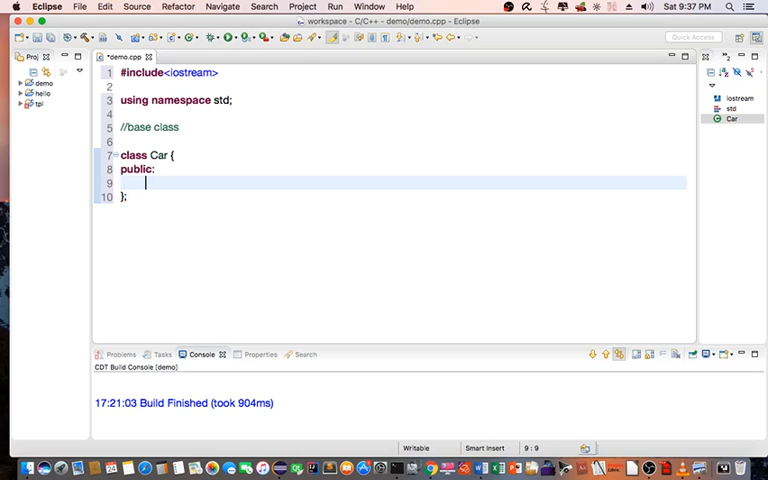 Eclipse File Edit Source Refactor Navigate Search Project Run Window Help Sat 9:37 PM
workspace - C/C++ - demo/demo.cpp - Eclipse
Quick Access
Proj
*demo.cpp
demo
hello
tpl
1 #include<iostream>
2
3 using namespace std;
4
5 //base class
6
7 class Car {
8 public:
9
10 };
iostream
std
Car
Problems Tasks Console Properties Search
CDT Build Console [demo]
17:21:03 Build Finished (took 904ms)
Writable Smart Insert 9 : 9